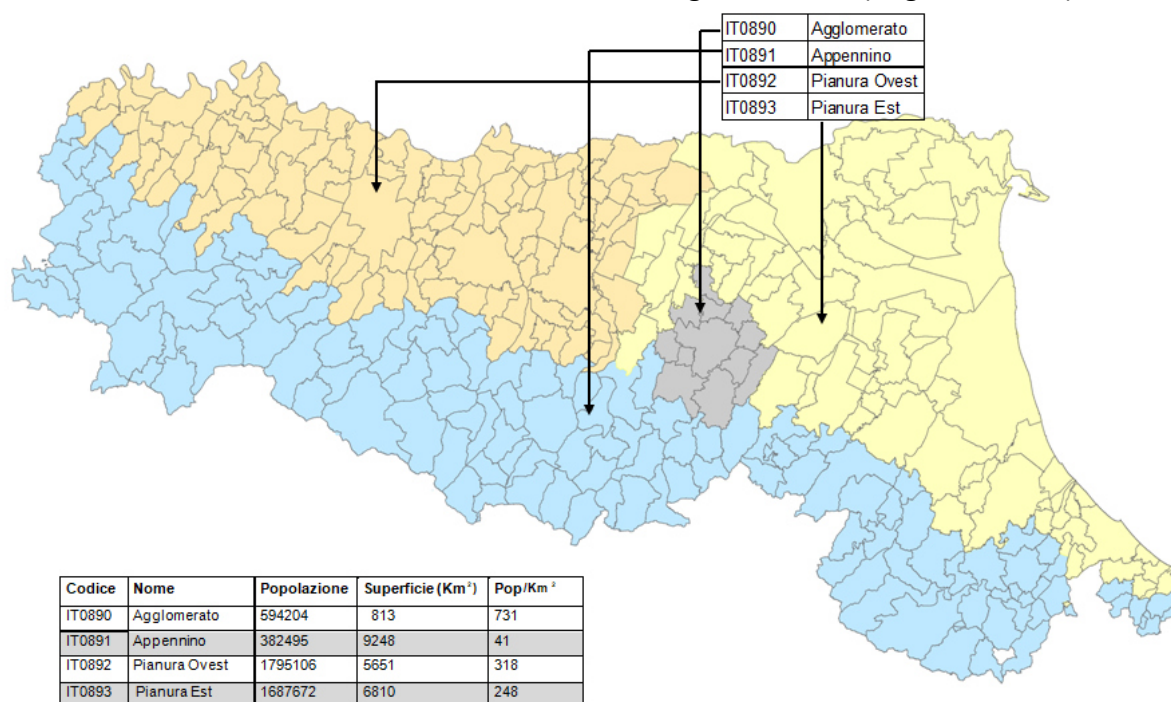 IT0890 Agglomerato
IT0891 Appennino
IT0892 Pianura Ovest
IT0893 Pianura Est
Codice Nome Popolazione Superficie (Km²) Pop/Km²
IT0890 Agglomerato 594204 813 731
IT0891 Appennino 382495 9248 41
IT0892 Pianura Ovest 1795106 5651 318
IT0893 Pianura Est 1687672 6810 248